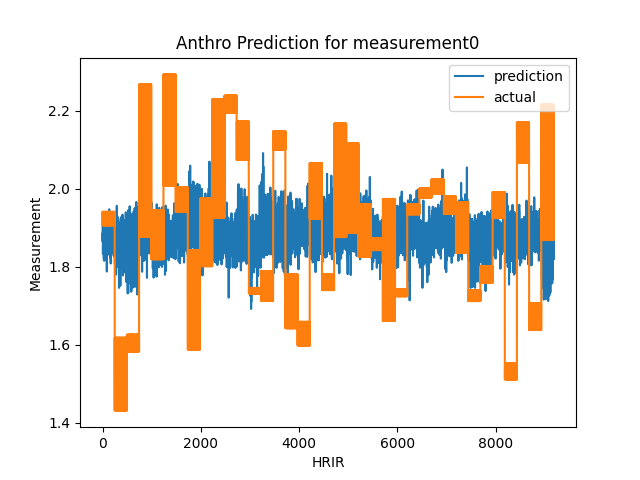 Anthro Prediction for measurement0
prediction
actual
2.2
2.0
1.8
1.6
1.4
Measurement
0
2000
4000
6000
8000
HRIR